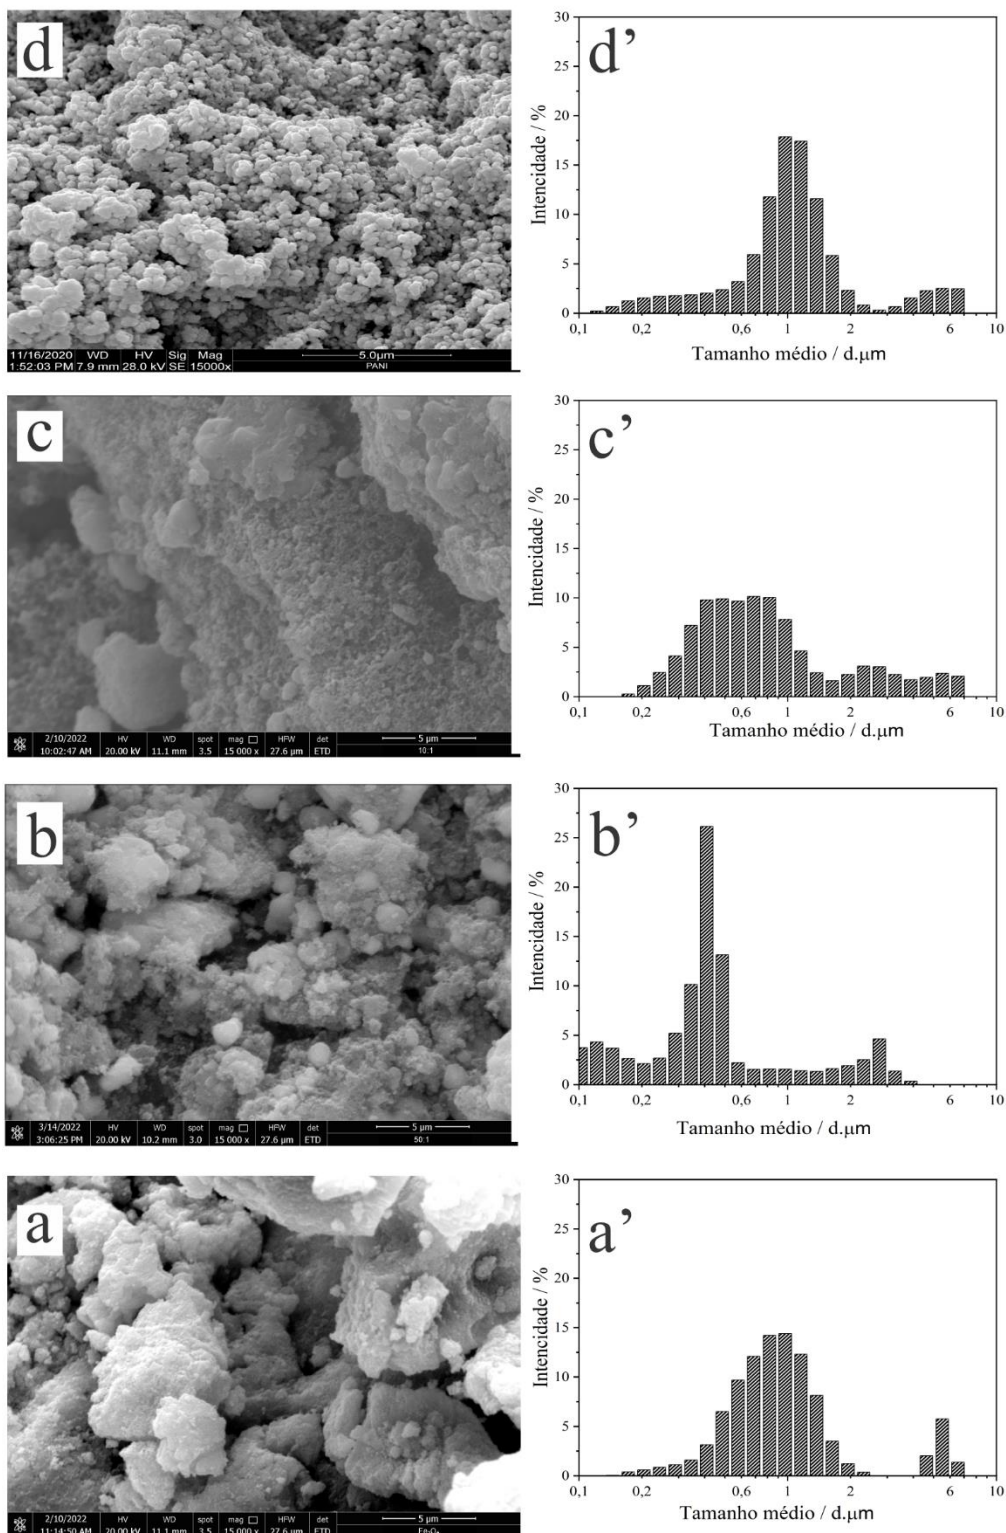 d
11/16/2020 WD HV Sig Mag 5.0µm
1:52:03 PM 7.9 mm 28.0 kV SE 15000x PANI
d’
30
25
20
15
10
5
0
0,1 0,2 0,6 1 2 6 10
Intencidade / %
Tamanho médio / d.µm
c
2/10/2022 HV WD spot mag HFW det 5 µm
10:02:47 AM 20.00 kV 11.1 mm 3.5 15 000 x 27.6 µm ETD 10:1
c’
30
25
20
15
10
5
0
0,1 0,2 0,6 1 2 6 10
Intencidade / %
Tamanho médio / d.µm
b
3/14/2022 HV WD spot mag HFW det 5 µm
3:06:25 PM 20.00 kV 10.2 mm 3.0 15 000 x 27.6 µm ETD 50:1
b’
30
25
20
15
10
5
0
0,1 0,2 0,6 1 2 6 10
Intencidade / %
Tamanho médio / d.µm
a
2/10/2022 HV WD spot mag HFW det 5 µm
11:14:50 AM 20.00 kV 11.1 mm 3.5 15 000 x 27.6 µm ETD Fe₃O₄
a’
30
25
20
15
10
5
0
0,1 0,2 0,6 1 2 6 10
Intencidade / %
Tamanho médio / d.µm